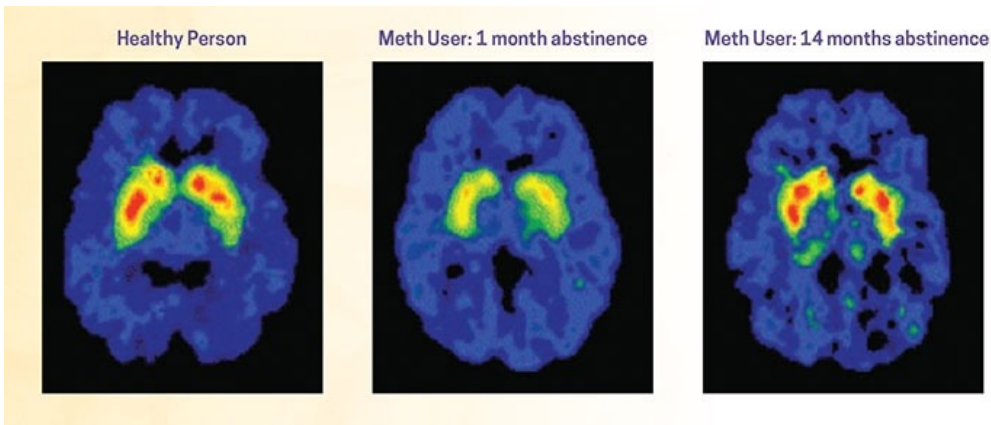 Healthy Person
Meth User: 1 month abstinence
Meth User: 14 months abstinence